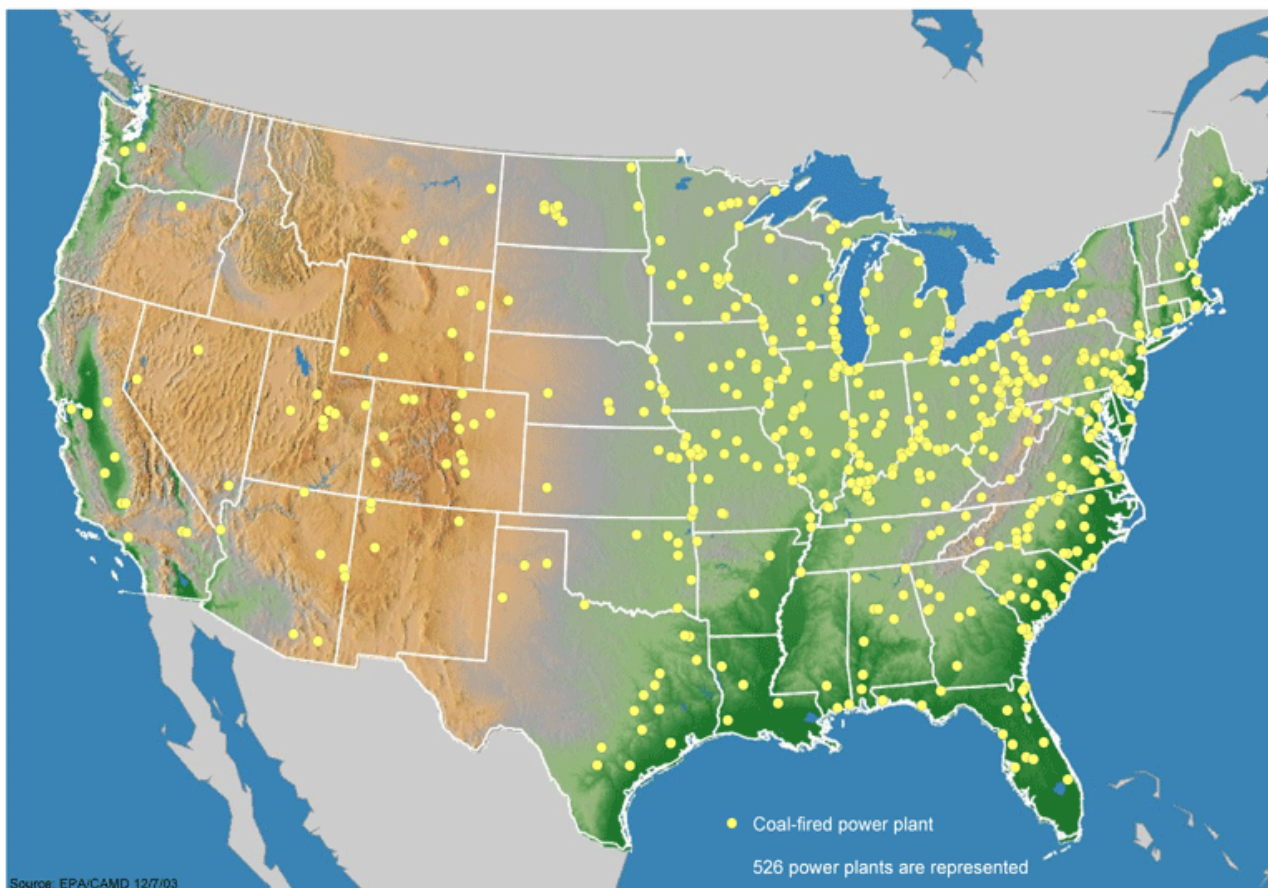 Coal-fired power plant
526 power plants are represented
Source: EPA/CAMD 12/7/03